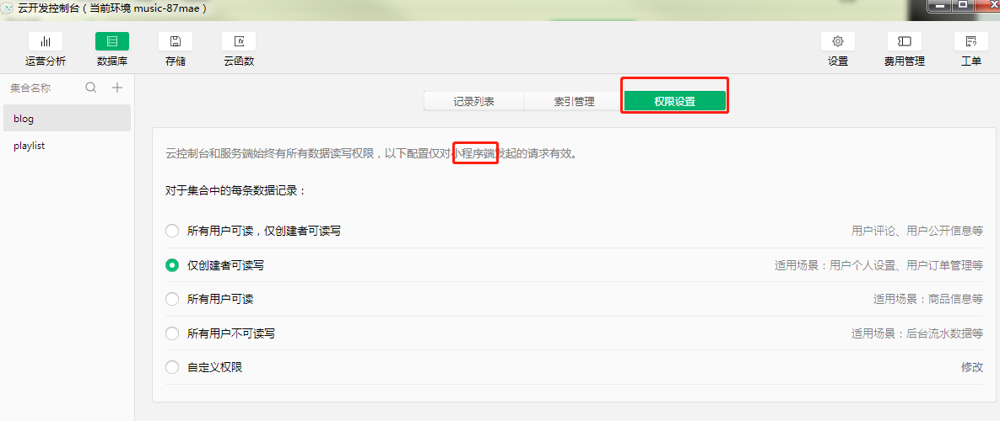 云开发控制台 ( 当前环境 music-87mae )
运营分析 数据库 存储 云函数 设置 费用管理 工单
集合名称
blog
playlist
记录列表 索引管理 权限设置
云控制台和服务端始终有所有数据读写权限，以下配置仅对小程序端发起的请求有效。
对于集合中的每条数据记录：
所有用户可读，仅创建者可读写 用户评论、用户公开信息等
仅创建者可读写 适用场景：用户个人设置、用户订单管理等
所有用户可读 适用场景：商品信息等
所有用户不可读写 适用场景：后台流水数据等
自定义权限 修改